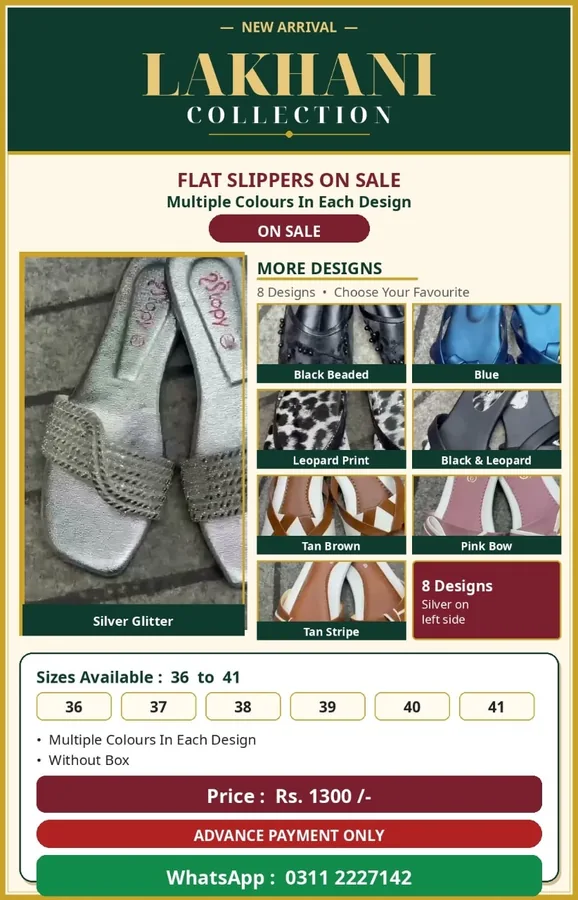 — NEW ARRIVAL —
LAKHANI
COLLECTION
FLAT SLIPPERS ON SALE
Multiple Colours In Each Design
ON SALE
Silver Glitter
MORE DESIGNS
8 Designs • Choose Your Favourite
Black Beaded
Blue
Leopard Print
Black & Leopard
Tan Brown
Pink Bow
Tan Stripe
8 Designs
Silver on
left side
Sizes Available : 36 to 41
36 37 38 39 40 41
• Multiple Colours In Each Design
• Without Box
Price : Rs. 1300 /-
ADVANCE PAYMENT ONLY
WhatsApp : 0311 2227142